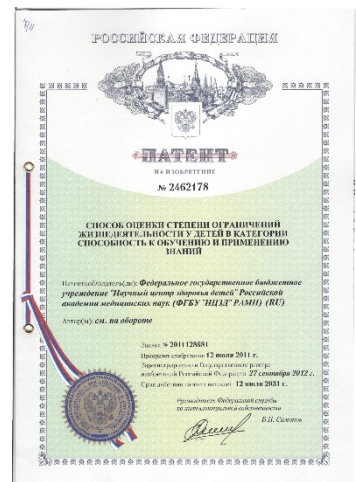 РОССИЙСКАЯ ФЕДЕРАЦИЯ
ПАТЕНТ
НА ИЗОБРЕТЕНИЕ
№ 2462178
СПОСОБ ОЦЕНКИ СТЕПЕНИ ОГРАНИЧЕНИЙ
ЖИЗНЕДЕЯТЕЛЬНОСТИ У ДЕТЕЙ В КАТЕГОРИИ
СПОСОБНОСТЬ К ОБУЧЕНИЮ И ПРИМЕНЕНИЮ
ЗНАНИЙ
Патентообладатель(ли): Федеральное государственное бюджетное
учреждение "Научный центр здоровья детей" Российской
академии медицинских наук (ФГБУ "НЦЗД" РАМН) (RU)
Автор(ы): см. на обороте
Заявка № 2011128681
Приоритет изобретения 12 июля 2011 г.
Зарегистрировано в Государственном реестре
изобретений Российской Федерации 27 сентября 2012 г.
Срок действия патента истекает 12 июля 2031 г.
Руководитель Федеральной службы
по интеллектуальной собственности
Б.П. Симонов